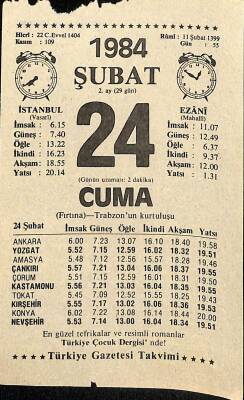 Hicrî : 22 C.Evvel 1404
Kasım : 109
Rûmî : 11 Şubat 1399
Gün : 55
1984
ŞUBAT
2. ay (29 gün)
İSTANBUL
(Vasatî)
İmsak : 6.15
Güneş : 7.40
Öğle : 13.22
İkindi : 16.23
Akşam : 18.55
Yatsı : 20.14
24
EZÂNÎ
(Mahallî)
İmsak : 11.07
Güneş : 12.49
Öğle : 6.37
İkindi : 9.37
Akşam : 12.00
Yatsı : 1.31
(Günün uzaması: 2 dakika)
CUMA
(Fırtına)—Trabzon'un kurtuluşu
24 Şubat İmsak Güneş Öğle İkindi Akşam Yatsı
ANKARA 6.00 7.23 13.07 16.10 18.40 19.58
YOZGAT 5.52 7.15 12.59 16.02 18.32 19.51
AMASYA 5.48 7.12 12.56 15.57 18.28 19.46
ÇANKIRI 5.57 7.21 13.04 16.06 18.37 19.55
ÇORUM 5.51 7.15 12.59 16.01 18.31 19.50
KASTAMONU 5.56 7.21 13.03 16.04 18.35 19.55
TOKAT 5.45 7.09 12.52 15.55 18.25 19.43
KIRŞEHİR 5.55 7.17 13.02 16.06 18.36 19.53
KONYA 6.02 7.22 13.08 16.14 18.44 19.59
NEVŞEHİR 5.53 7.14 13.00 16.04 18.34 19.51
En güzel tefrikalar ve resimli romanlar
Türkiye Çocuk Dergisi' nde!
Türkiye Gazetesi Takvimi